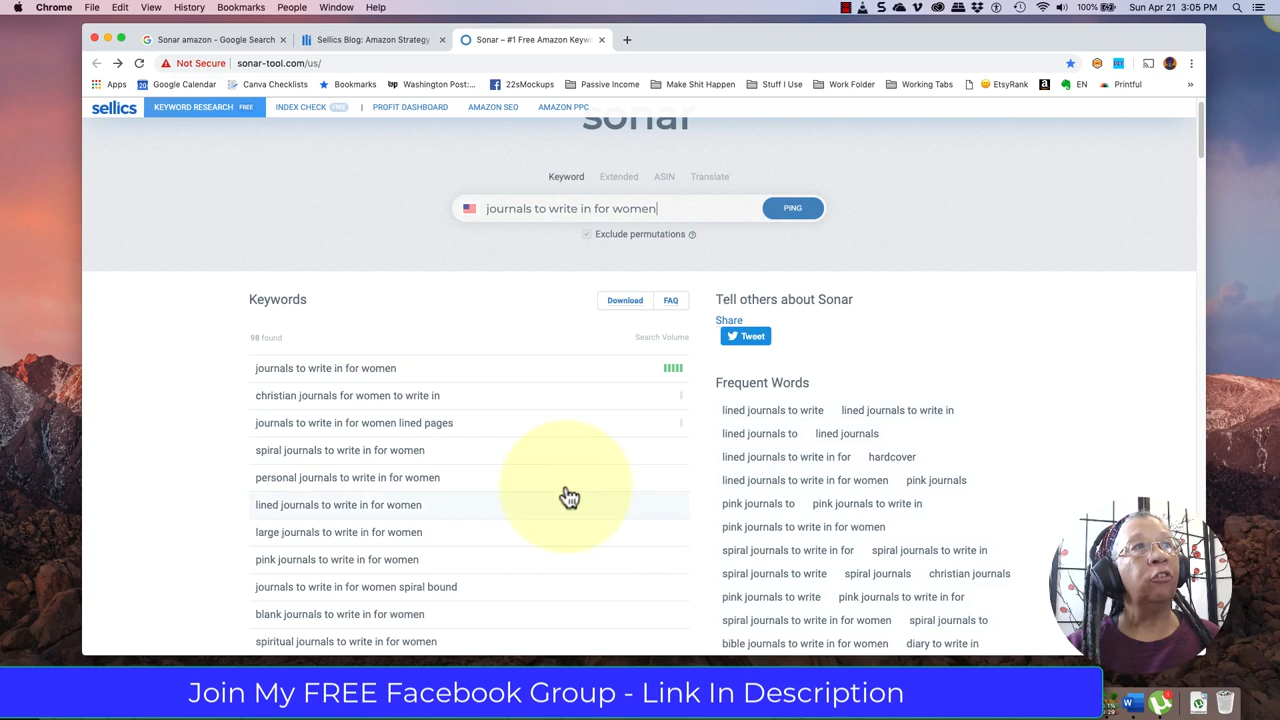 Chrome File Edit View History Bookmarks People Window Help 100% Sun Apr 21 3:05 PM
Sonar amazon - Google Search Sellics Blog: Amazon Strategy Sonar – #1 Free Amazon Keyw
Not Secure sonar-tool.com/us/
Apps Google Calendar Canva Checklists Bookmarks Washington Post:... 22sMockups Passive Income Make Shit Happen Stuff I Use Work Folder Working Tabs EtsyRank EN Printful »
sellics KEYWORD RESEARCH FREE INDEX CHECK FREE PROFIT DASHBOARD AMAZON SEO AMAZON PPC
sonar
Keyword Extended ASIN Translate
journals to write in for women PING
Exclude permutations
Keywords Download FAQ
98 found Search Volume
journals to write in for women
christian journals for women to write in
journals to write in for women lined pages
spiral journals to write in for women
personal journals to write in for women
lined journals to write in for women
large journals to write in for women
pink journals to write in for women
journals to write in for women spiral bound
blank journals to write in for women
spiritual journals to write in for women
Tell others about Sonar
Share
Tweet
Frequent Words
lined journals to write lined journals to write in
lined journals to lined journals
lined journals to write in for hardcover
lined journals to write in for women pink journals
pink journals to pink journals to write in
pink journals to write in for women
spiral journals to write in for spiral journals to write in
spiral journals to write spiral journals christian journals
pink journals to write pink journals to write in for
spiral journals to write in for women spiral journals to
bible journals to write in for women diary to write in
Join My FREE Facebook Group - Link In Description